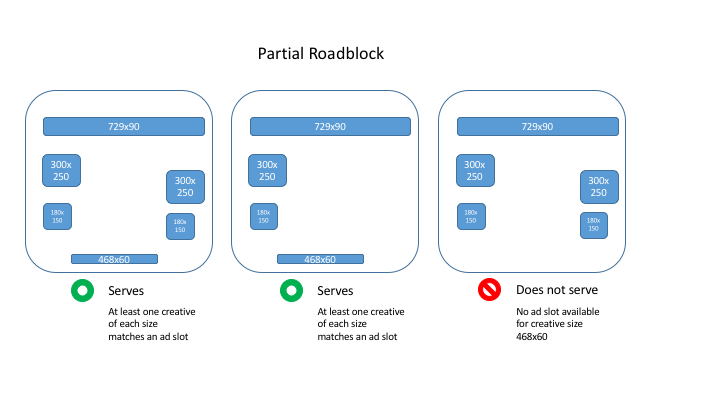 Partial Roadblock
729x90
300x
250
300x
250
180x
150
180x
150
468x60
Serves
At least one creative
of each size
matches an ad slot
729x90
300x
250
180x
150
468x60
Serves
At least one creative
of each size
matches an ad slot
729x90
300x
250
300x
250
180x
150
180x
150
Does not serve
No ad slot available
for creative size
468x60